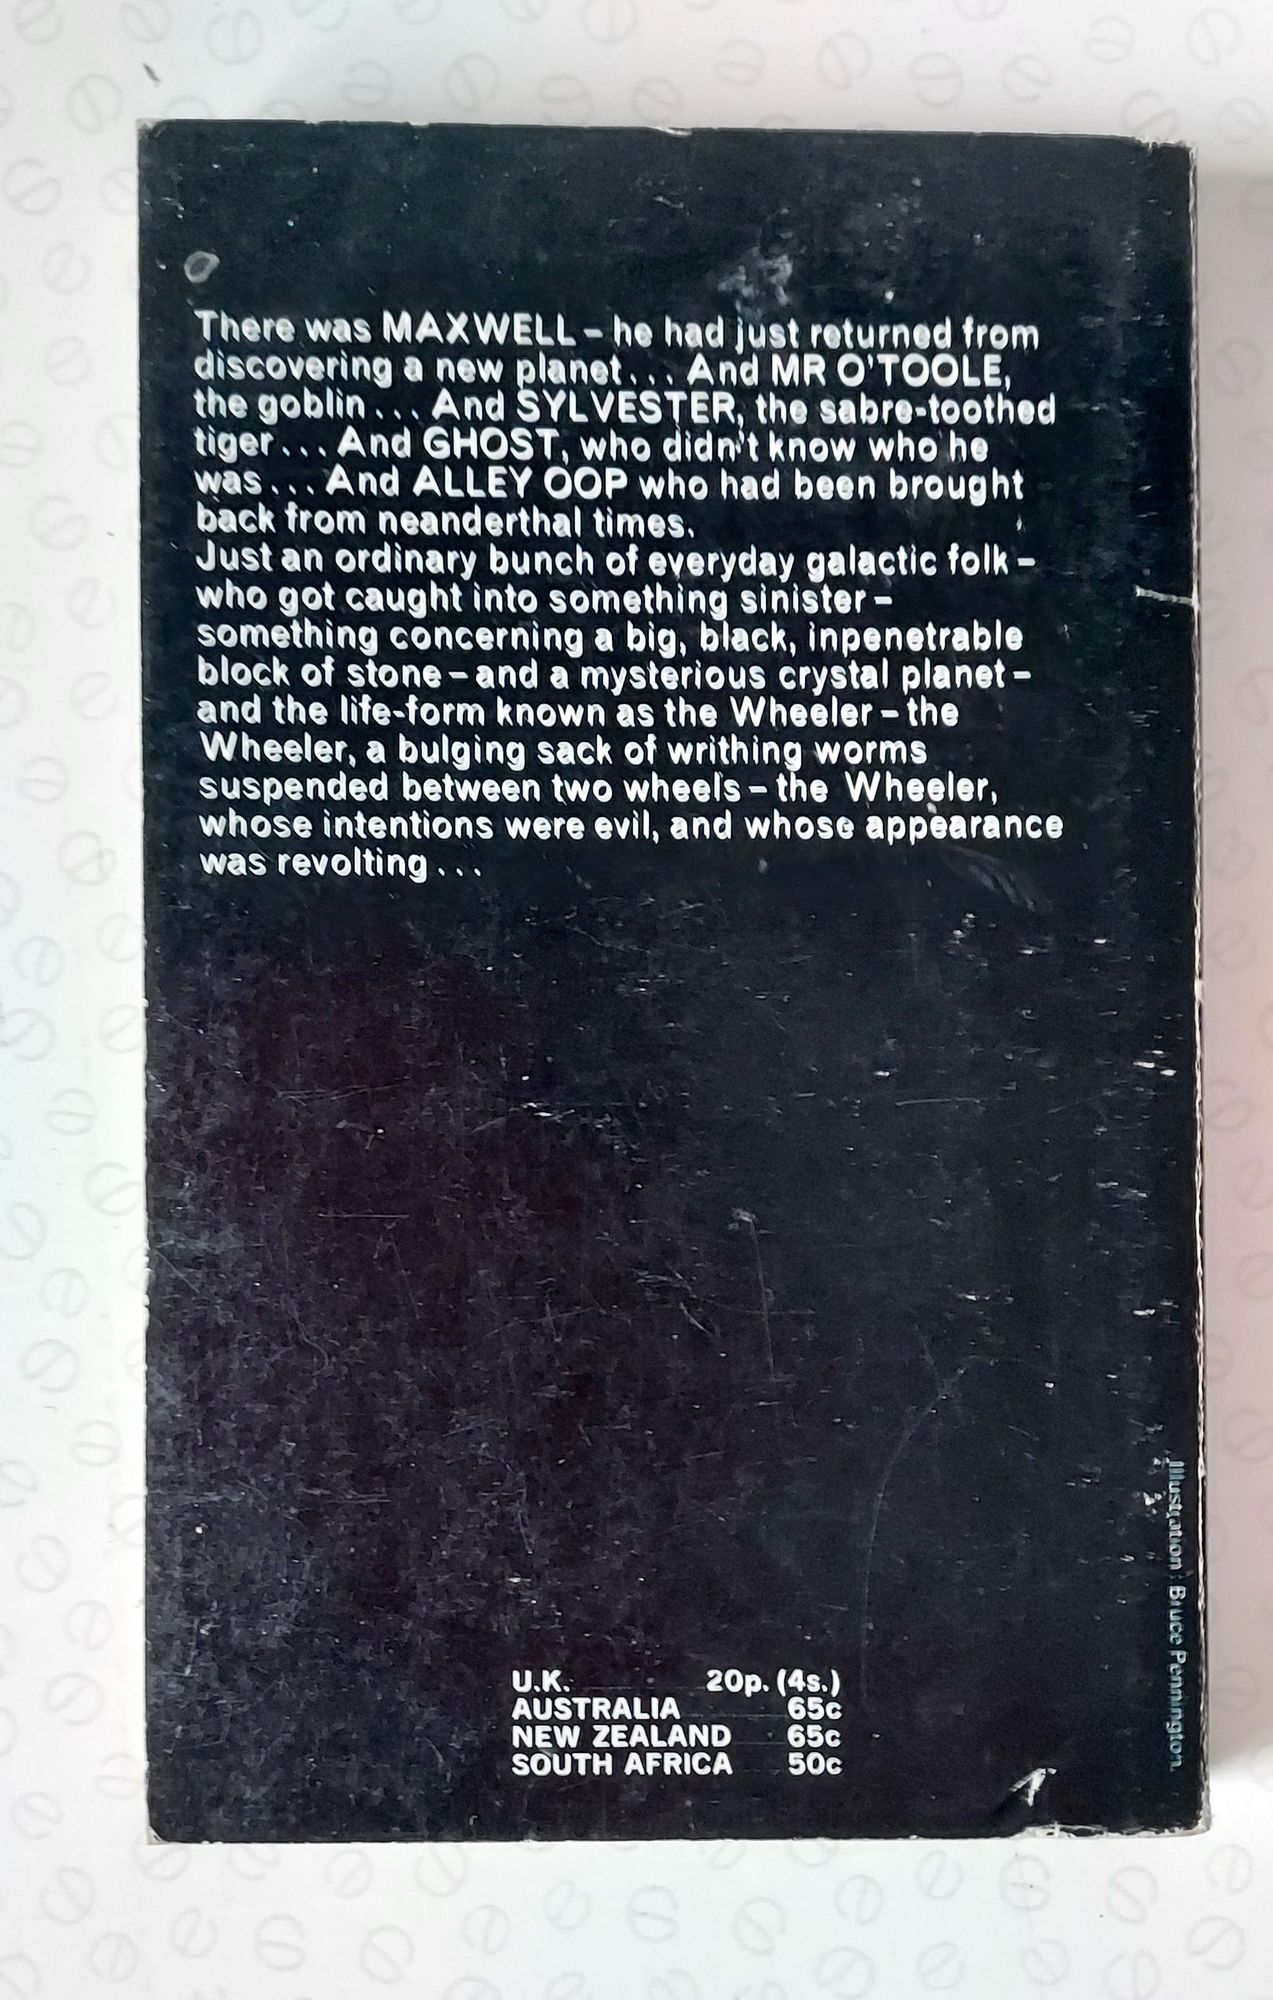 There was MAXWELL – he had just returned from
discovering a new planet... And MR O'TOOLE,
the goblin... And SYLVESTER, the sabre-toothed
tiger... And GHOST, who didn't know who he
was... And ALLEY OOP who had been brought
back from neanderthal times.
Just an ordinary bunch of everyday galactic folk –
who got caught into something sinister –
something concerning a big, black, inpenetrable
block of stone – and a mysterious crystal planet –
and the life-form known as the Wheeler – the
Wheeler, a bulging sack of writhing worms
suspended between two wheels – the Wheeler,
whose intentions were evil, and whose appearance
was revolting...
U.K. 20p. (4s.)
AUSTRALIA 65c
NEW ZEALAND 65c
SOUTH AFRICA 50c
Illustration : Bruce Pennington.